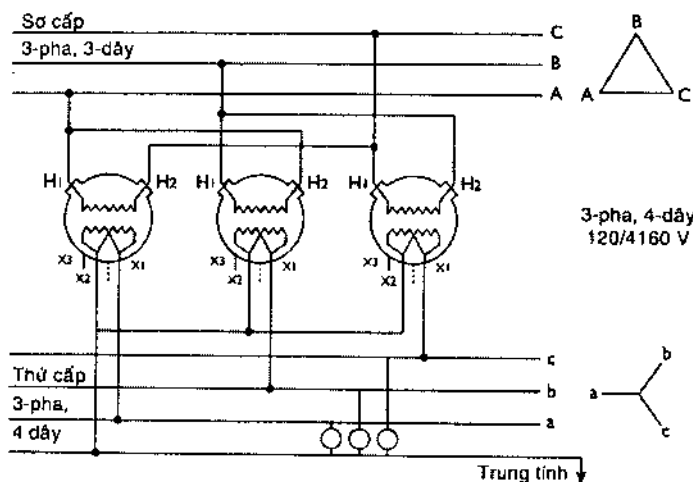 Sơ cấp
3-pha, 3-dây
C
B
A
B
A C
H1 H2 H1 H2 H1 H2
3-pha, 4-dây
120/4160 V
X3 X2 X1 X3 X2 X1 X3 X2 X1
c
Thứ cấp
b
3-pha,
a
4 dây
b
a
c
Trung tính